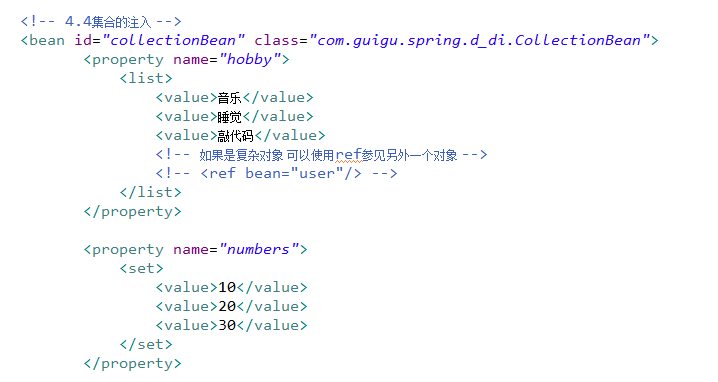 <!-- 4.4集合的注入 -->
<bean id="collectionBean" class="com.guigu.spring.d_di.CollectionBean">
<property name="hobby">
<list>
<value>音乐</value>
<value>睡觉</value>
<value>敲代码</value>
<!-- 如果是复杂对象 可以使用ref参见另外一个对象 -->
<!-- <ref bean="user"/> -->
</list>
</property>
<property name="numbers">
<set>
<value>10</value>
<value>20</value>
<value>30</value>
</set>
</property>